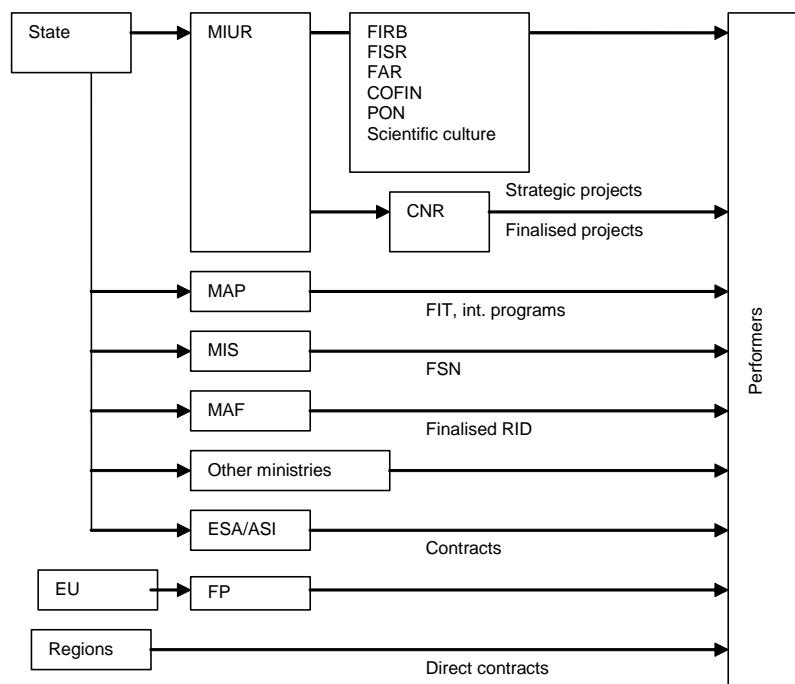 State
MIUR
FIRB
FISR
FAR
COFIN
PON
Scientific culture
Strategic projects
CNR
Finalised projects
MAP
FIT, int. programs
MIS
FSN
MAF
Finalised RID
Other ministries
ESA/ASI
Contracts
EU
FP
Regions
Direct contracts
Performers